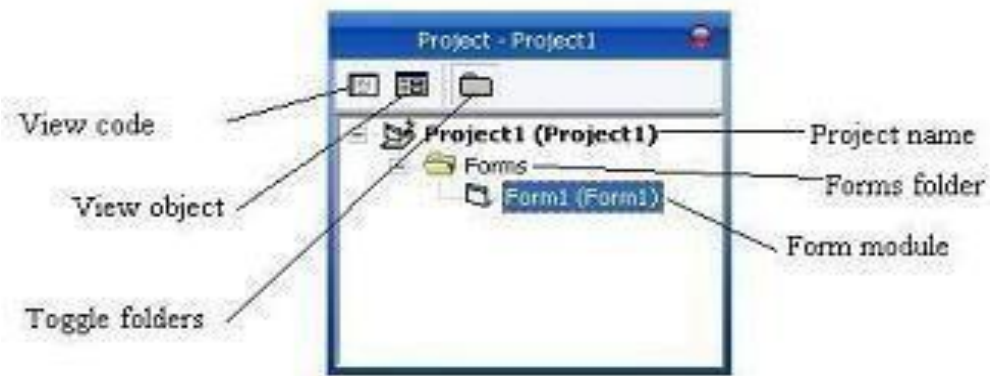 Project - Project1
View code
Project1 (Project1)
Project name
Forms
Forms folder
Form1 (Form1)
View object
Form module
Toggle folders